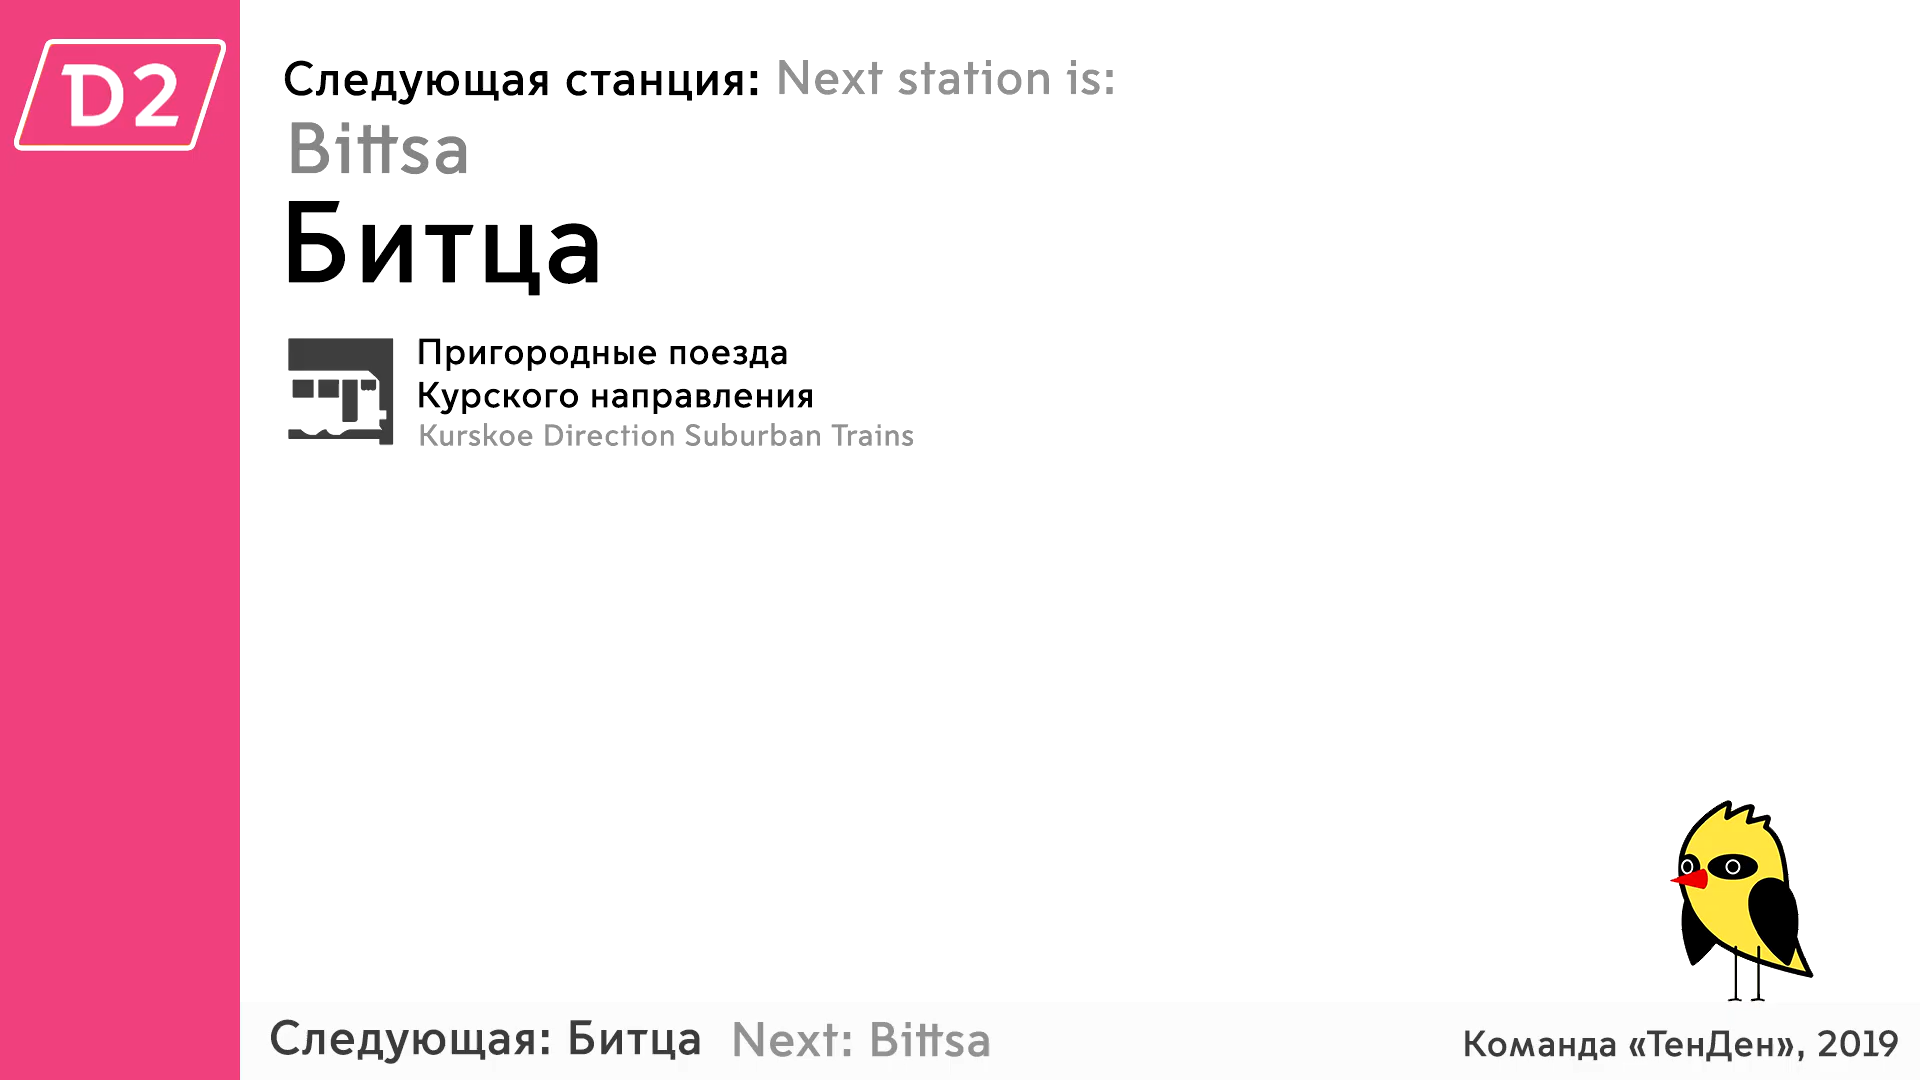 D2
Следующая станция: Next station is:
Bittsa
Битца
Пригородные поезда
Курского направления
Kurskoe Direction Suburban Trains
Следующая: Битца Next: Bittsa
Команда «ТенДен», 2019